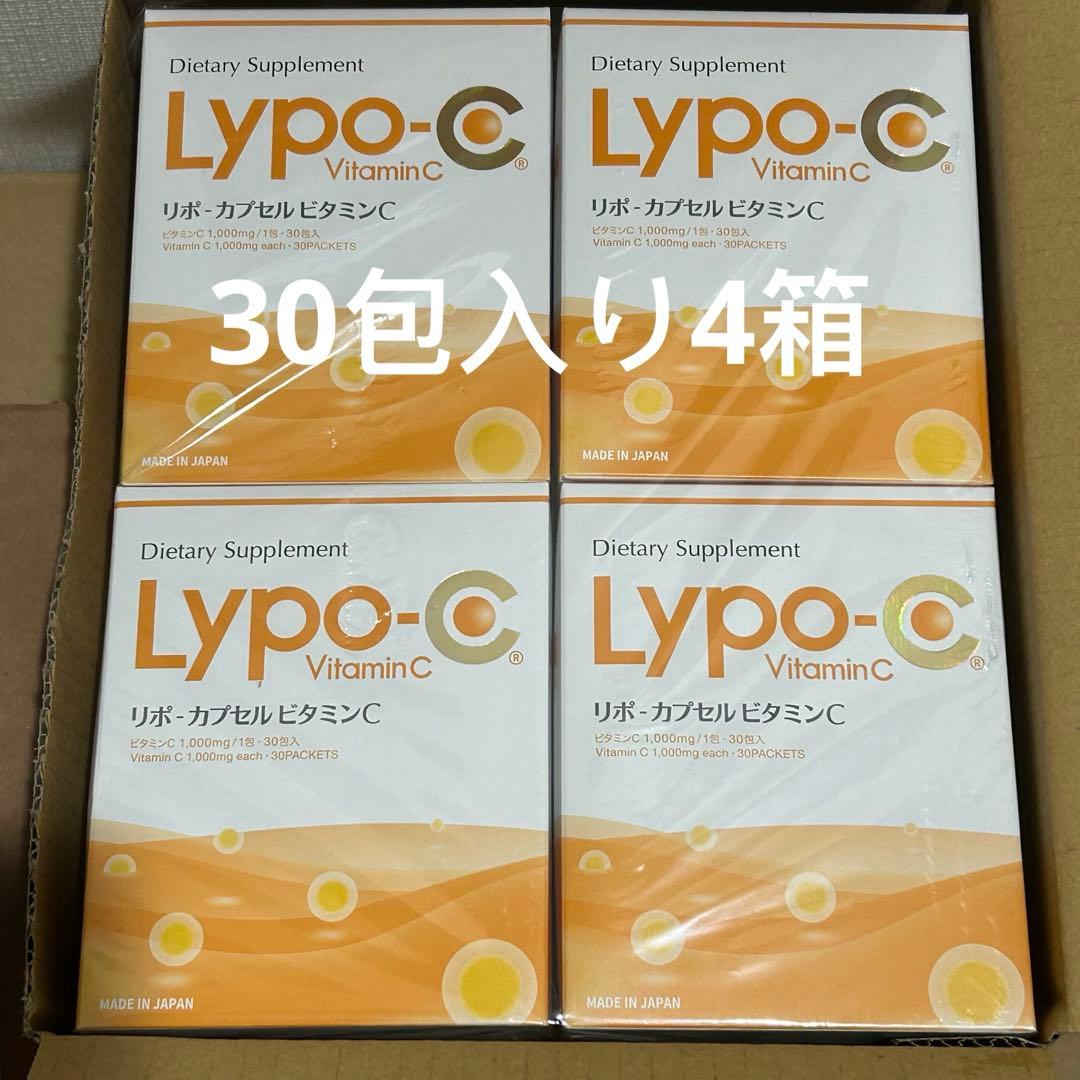 Dietary Supplement
Lypo-C®
Vitamin C
リポ-カプセル ビタミンC
ビタミンC 1,000mg/1包・30包入
Vitamin C 1,000mg each・30PACKETS
MADE IN JAPAN
Dietary Supplement
Lypo-C®
Vitamin C
リポ-カプセル ビタミンC
ビタミンC 1,000mg/1包・30包入
Vitamin C 1,000mg each・30PACKETS
MADE IN JAPAN
30包入り4箱
Dietary Supplement
Lypo-C®
Vitamin C
リポ-カプセル ビタミンC
ビタミンC 1,000mg/1包・30包入
Vitamin C 1,000mg each・30PACKETS
MADE IN JAPAN
Dietary Supplement
Lypo-C®
Vitamin C
リポ-カプセル ビタミンC
ビタミンC 1,000mg/1包・30包入
Vitamin C 1,000mg each・30PACKETS
MADE IN JAPAN